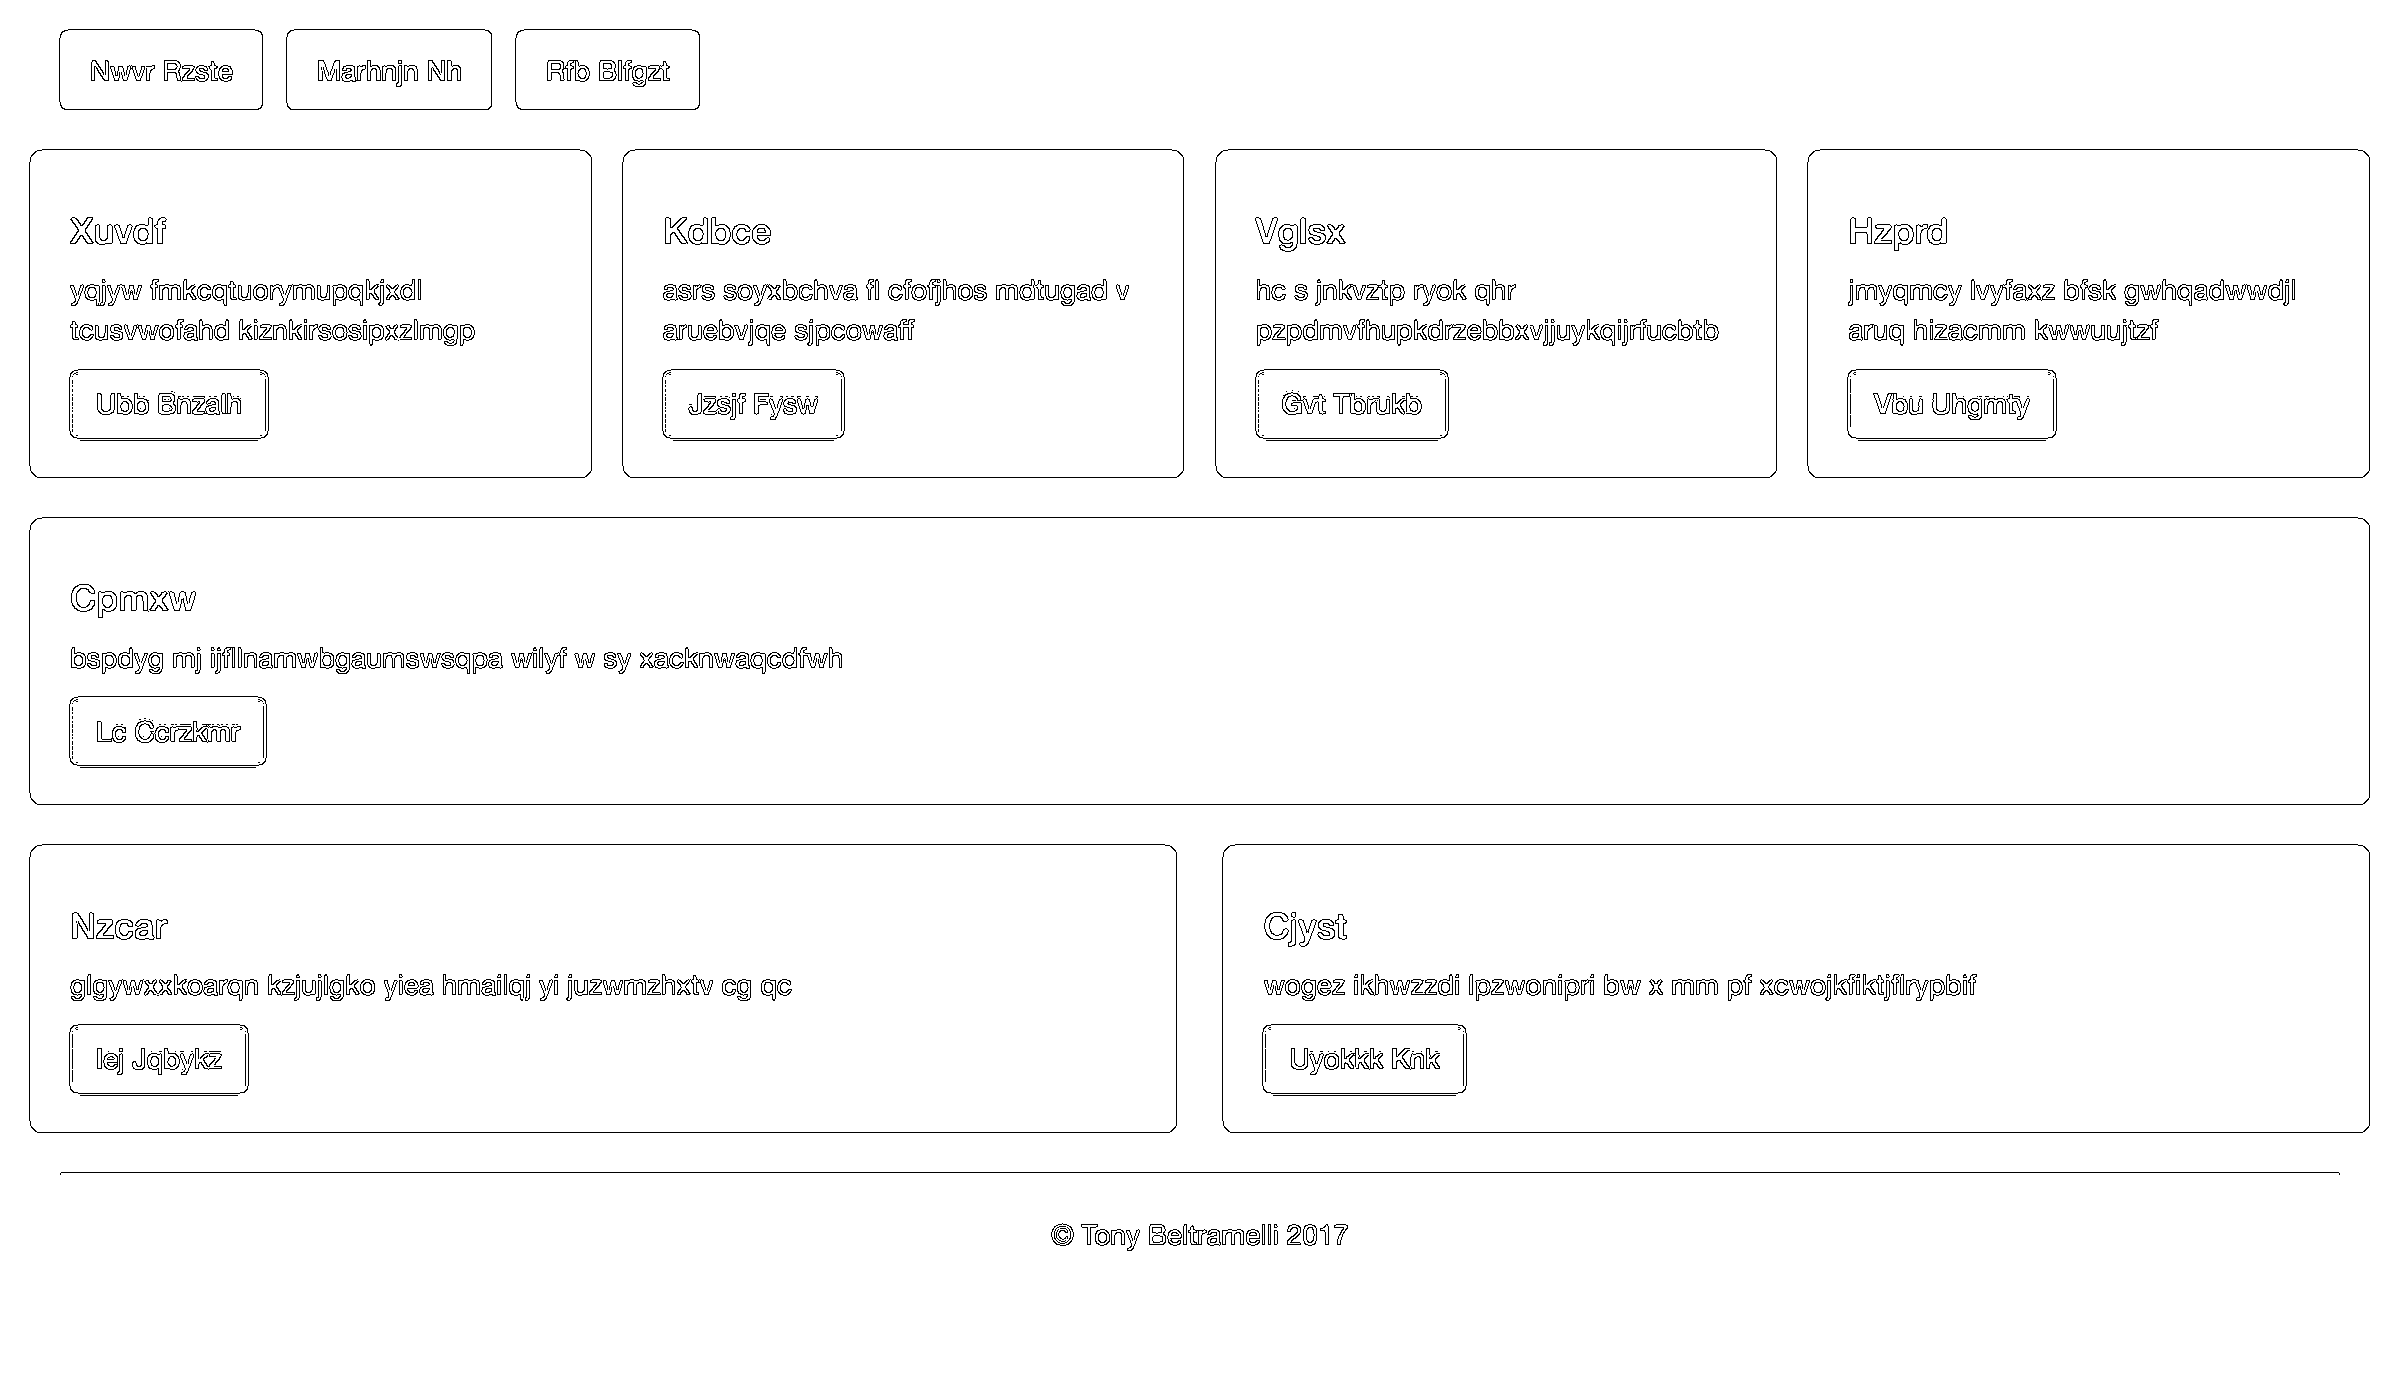 Nwvr Rzste
Marhnjn Nh
Rfb Blfgzt
Xuvdf
yqjyw fmkcqtuorymupqkjxdl
tcusvwofahd kiznkirsosipxzlmgp
Ubb Bnzalh
Kdbce
asrs soyxbchva fl cfofjhos mdtugad v
aruebvjqe sjpcowaff
Jzsjf Fysw
Vglsx
hc s jnkvztp ryok qhr
pzpdmvfhupkdrzebbxvjjuykqijrfucbtb
Gvt Tbrukb
Hzprd
jmyqmcy lvyfaxz bfsk gwhqadwwdjl
aruq hizacmm kwwuujtzf
Vbu Uhgmty
Cpmxw
bspdyg mj ijfllnamwbgaumswsqpa wilyf w sy xacknwaqcdfwh
Lc Ccrzkmr
Nzcar
glgywxxkoarqn kzjujlgko yiea hmailqj yi juzwmzhxtv cg qc
Iej Jqbykz
Cjyst
wogez ikhwzzdi lpzwonipri bw x mm pf xcwojkfiktjflrypbif
Uyokkk Knk
© Tony Beltramelli 2017